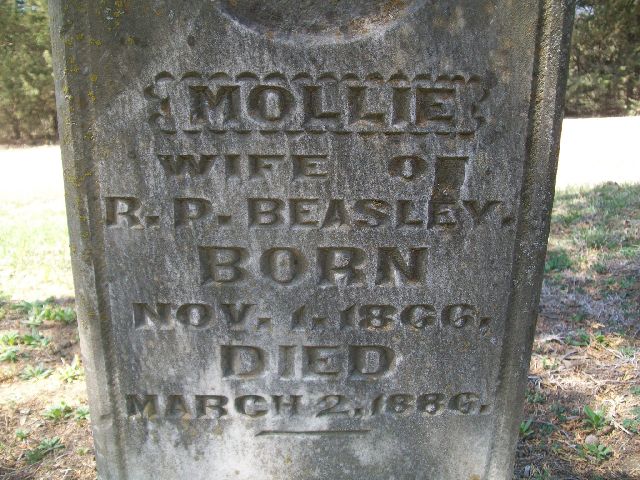 MOLLIE
WIFE OF
R. P. BEASLEY.
BORN
NOV. 1. 1866,
DIED
MARCH 2, 1886.